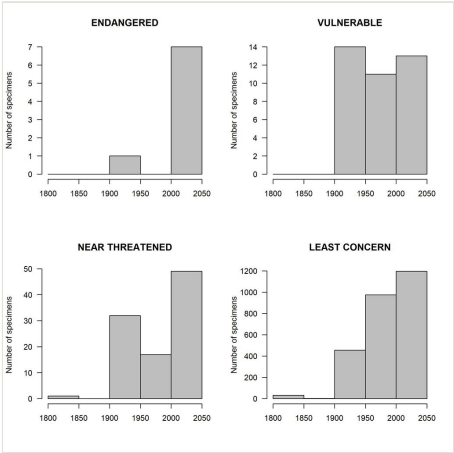 ENDANGERED
Number of specimens
7
6
5
4
3
2
1
0
1800 1850 1900 1950 2000 2050
VULNERABLE
Number of specimens
14
12
10
8
6
4
2
0
1800 1850 1900 1950 2000 2050
NEAR THREATENED
Number of specimens
50
40
30
20
10
0
1800 1850 1900 1950 2000 2050
LEAST CONCERN
Number of specimens
1200
1000
800
600
400
200
0
1800 1850 1900 1950 2000 2050